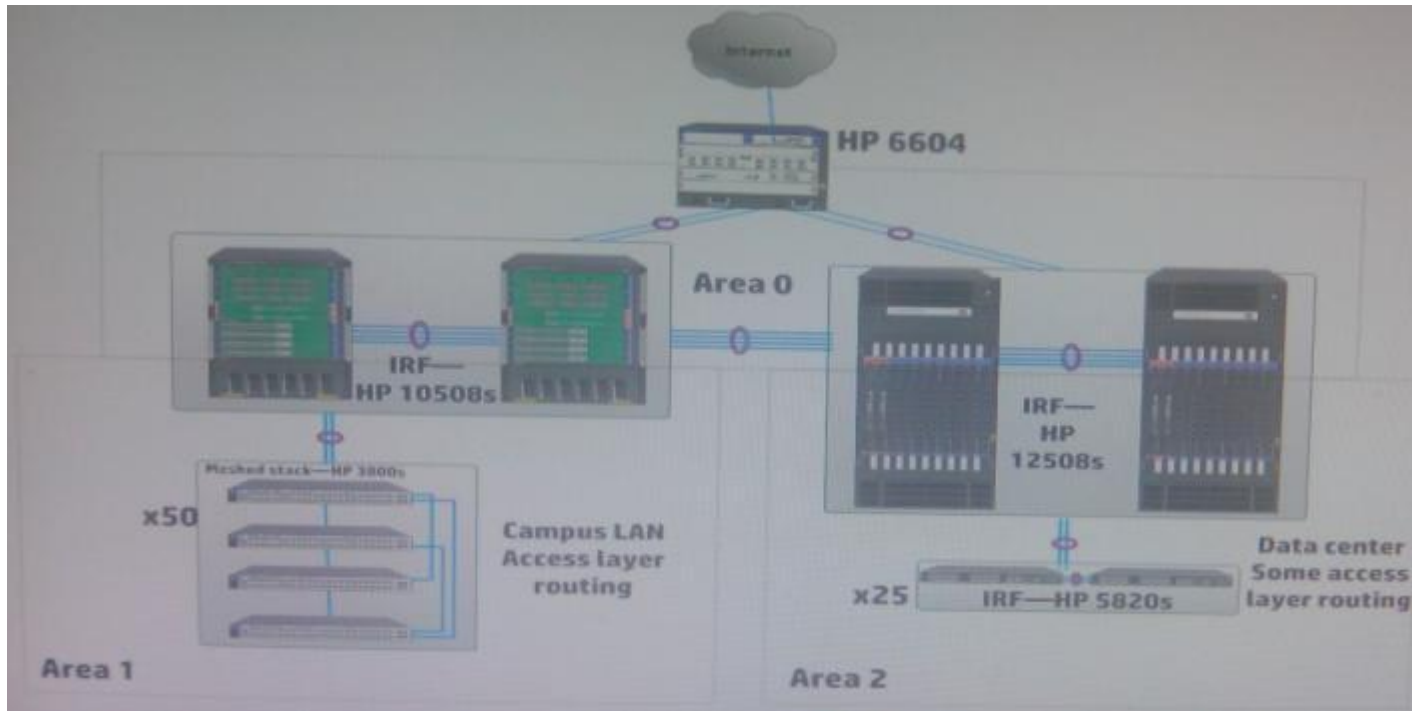 Internet
HP 6604
Area 0
IRF—
HP 10508s
IRF—
HP
12508s
Meshed stack—HP 3800s
x50
Campus LAN
Access layer
routing
Data center
Some access
layer routing
x25
IRF—HP 5820s
Area 1
Area 2